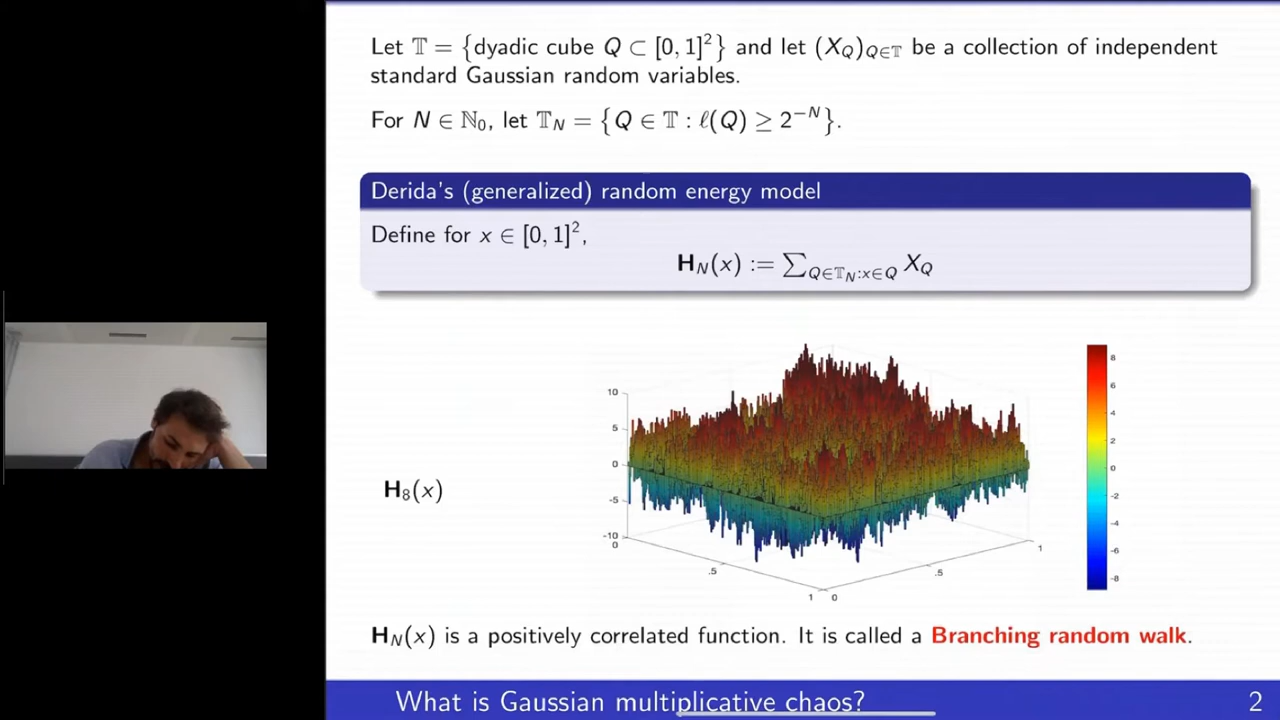 Let 𝕋 = {dyadic cube Q ⊂ [0, 1]²} and let (X_Q)_{Q∈𝕋} be a collection of independent
standard Gaussian random variables.
For N ∈ ℕ₀, let 𝕋_N = {Q ∈ 𝕋 : ℓ(Q) ≥ 2^{-N}}.
Derida's (generalized) random energy model
Define for x ∈ [0, 1]²,
H_N(x) := ∑_{Q∈𝕋_N:x∈Q} X_Q
H₈(x)
10
5
0
-5
-10
0
.5
1
0
.5
1
8
6
4
2
0
-2
-4
-6
-8
H_N(x) is a positively correlated function. It is called a Branching random walk.
What is Gaussian multiplicative chaos?
2